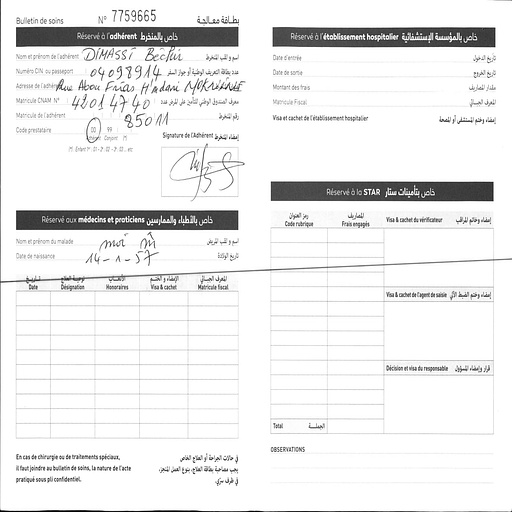 Bulletin de soins N° 7759665 بطاقة معالجة
Réservé à l'adhérent خاص بالمنخرط
Nom et prénom de l'adhérent DIMASSI Béchir اسم و لقب المنخرط
Numéro CIN ou passeport 04098914 عدد بطاقة التعريف الوطنية أو جواز السفر
Adresse de l'adhérent Rue Abou Firas H'mdani MOKNINE
Matricule CNAM N° 42014740 معرف الصندوق الوطني للتأمين على المرض عدد
Matricule de l'adhérent 85011 رقم المنخرط
Code prestataire 00 99
Adhérent Conjoint
Signature de l'Adhérent إمضاء المنخرط
Réservé aux médecins et praticiens خاص بالأطباء والممارسين
Nom et prénom du malade moi m اسم و لقب المريض
Date de naissance 14-1-57 تاريخ الولادة
تاريخ نوعية العلاج الأتعاب الإمضاء و الختم المعرف الجبائي
Date Désignation Honoraires Visa & cachet Matricule fiscal
En cas de chirurgie ou de traitements spéciaux, في حالات الجراحة أو العلاج الخاص
il faut joindre au bulletin de soins, la nature de l'acte يجب مصاحبة بطاقة العلاج، بنوع العمل المنجز،
pratiqué sous pli confidentiel. في ظرف سري.
Réservé à l'établissement hospitalier خاص بالمؤسسة الإستشفائية
Date d'entrée تاريخ الدخول
Date de sortie تاريخ الخروج
Montant des frais مقدار المصاريف
Matricule Fiscal المعرف الجبائي
Visa et cachet de l'établissement hospitalier إمضاء وختم المستشفى أو المصحة
Réservé à la STAR خاص بتأمينات ستار
رمز العنوان المصاريف
Code rubrique Frais engagés
Visa & cachet du vérificateur إمضاء وخاتم المراقب
Visa & cachet de l'agent de saisie إمضاء وختم الضبط الآلي
Décision et visa du responsable قرار وإمضاء المسؤول
Total الجملة
OBSERVATIONS